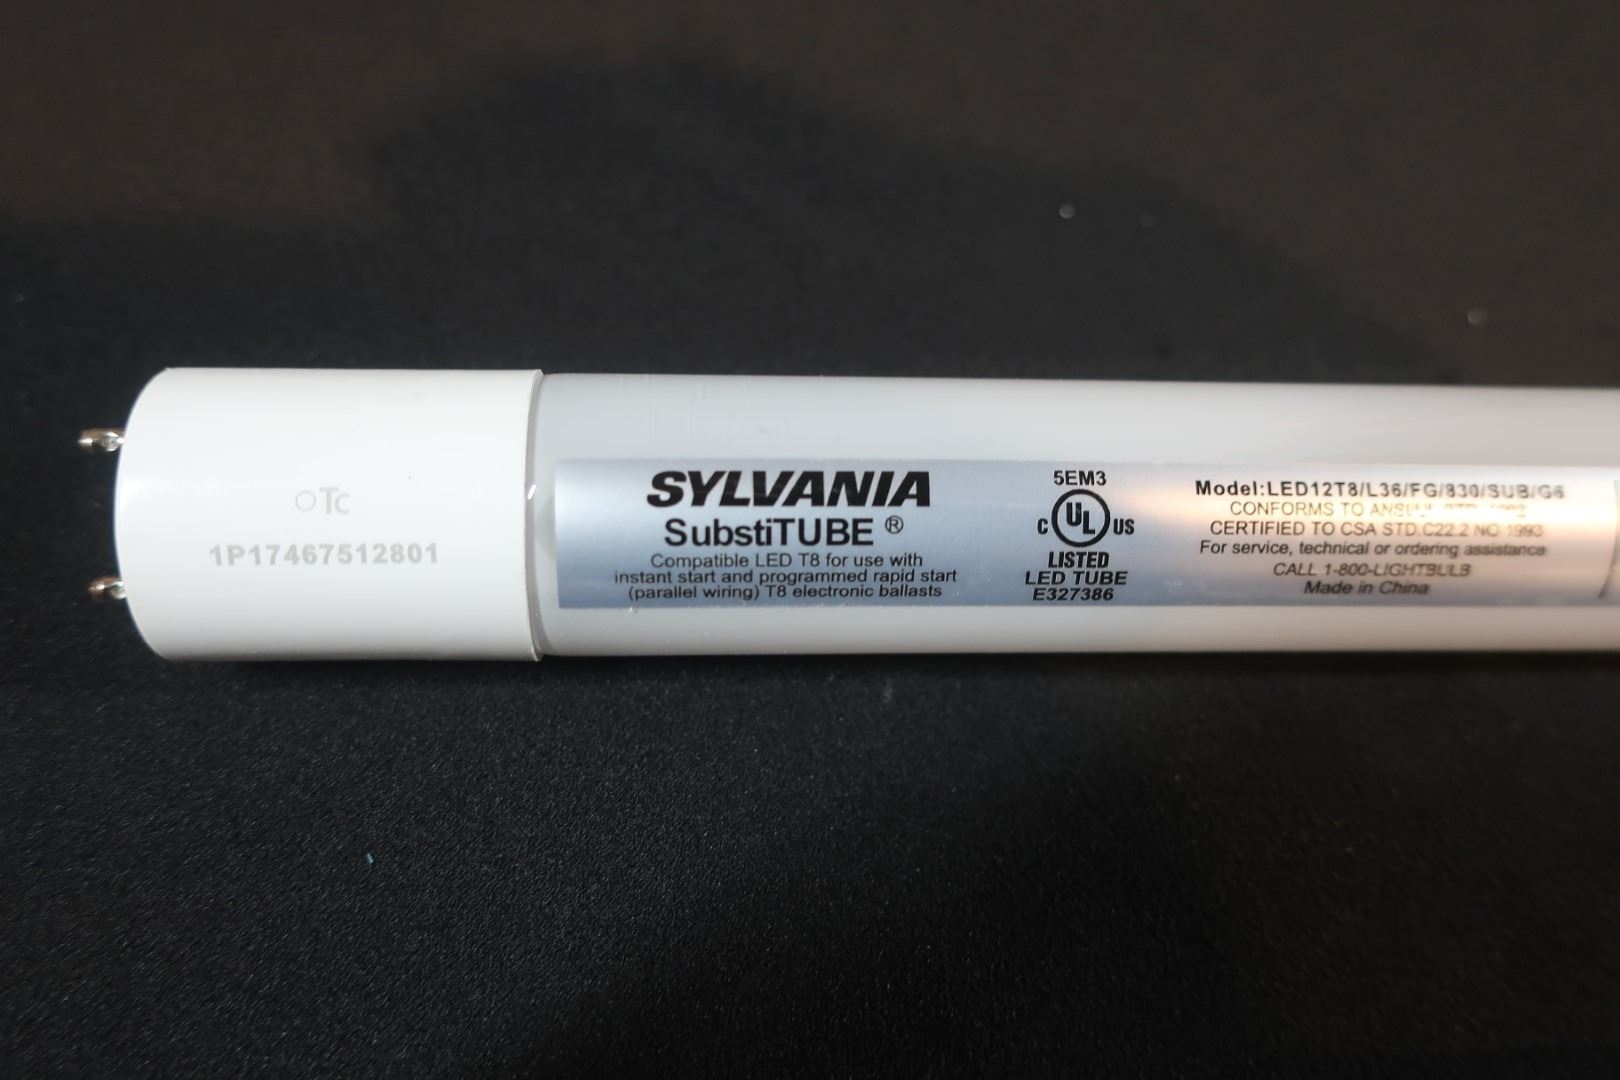 Tc
1P17467512801
SYLVANIA
SubstiTUBE ®
Compatible LED T8 for use with
instant start and programmed rapid start
(parallel wiring) T8 electronic ballasts
5EM3
C UL US
LISTED
LED TUBE
E327386
Model:LED12T8/L36/FG/830/SUB/G6
CONFORMS TO STD. 1993
CERTIFIED TO CSA STD.C22.2 NO 1993
For service, technical or ordering assistance
CALL 1-800-LIGHTBULB
Made in China